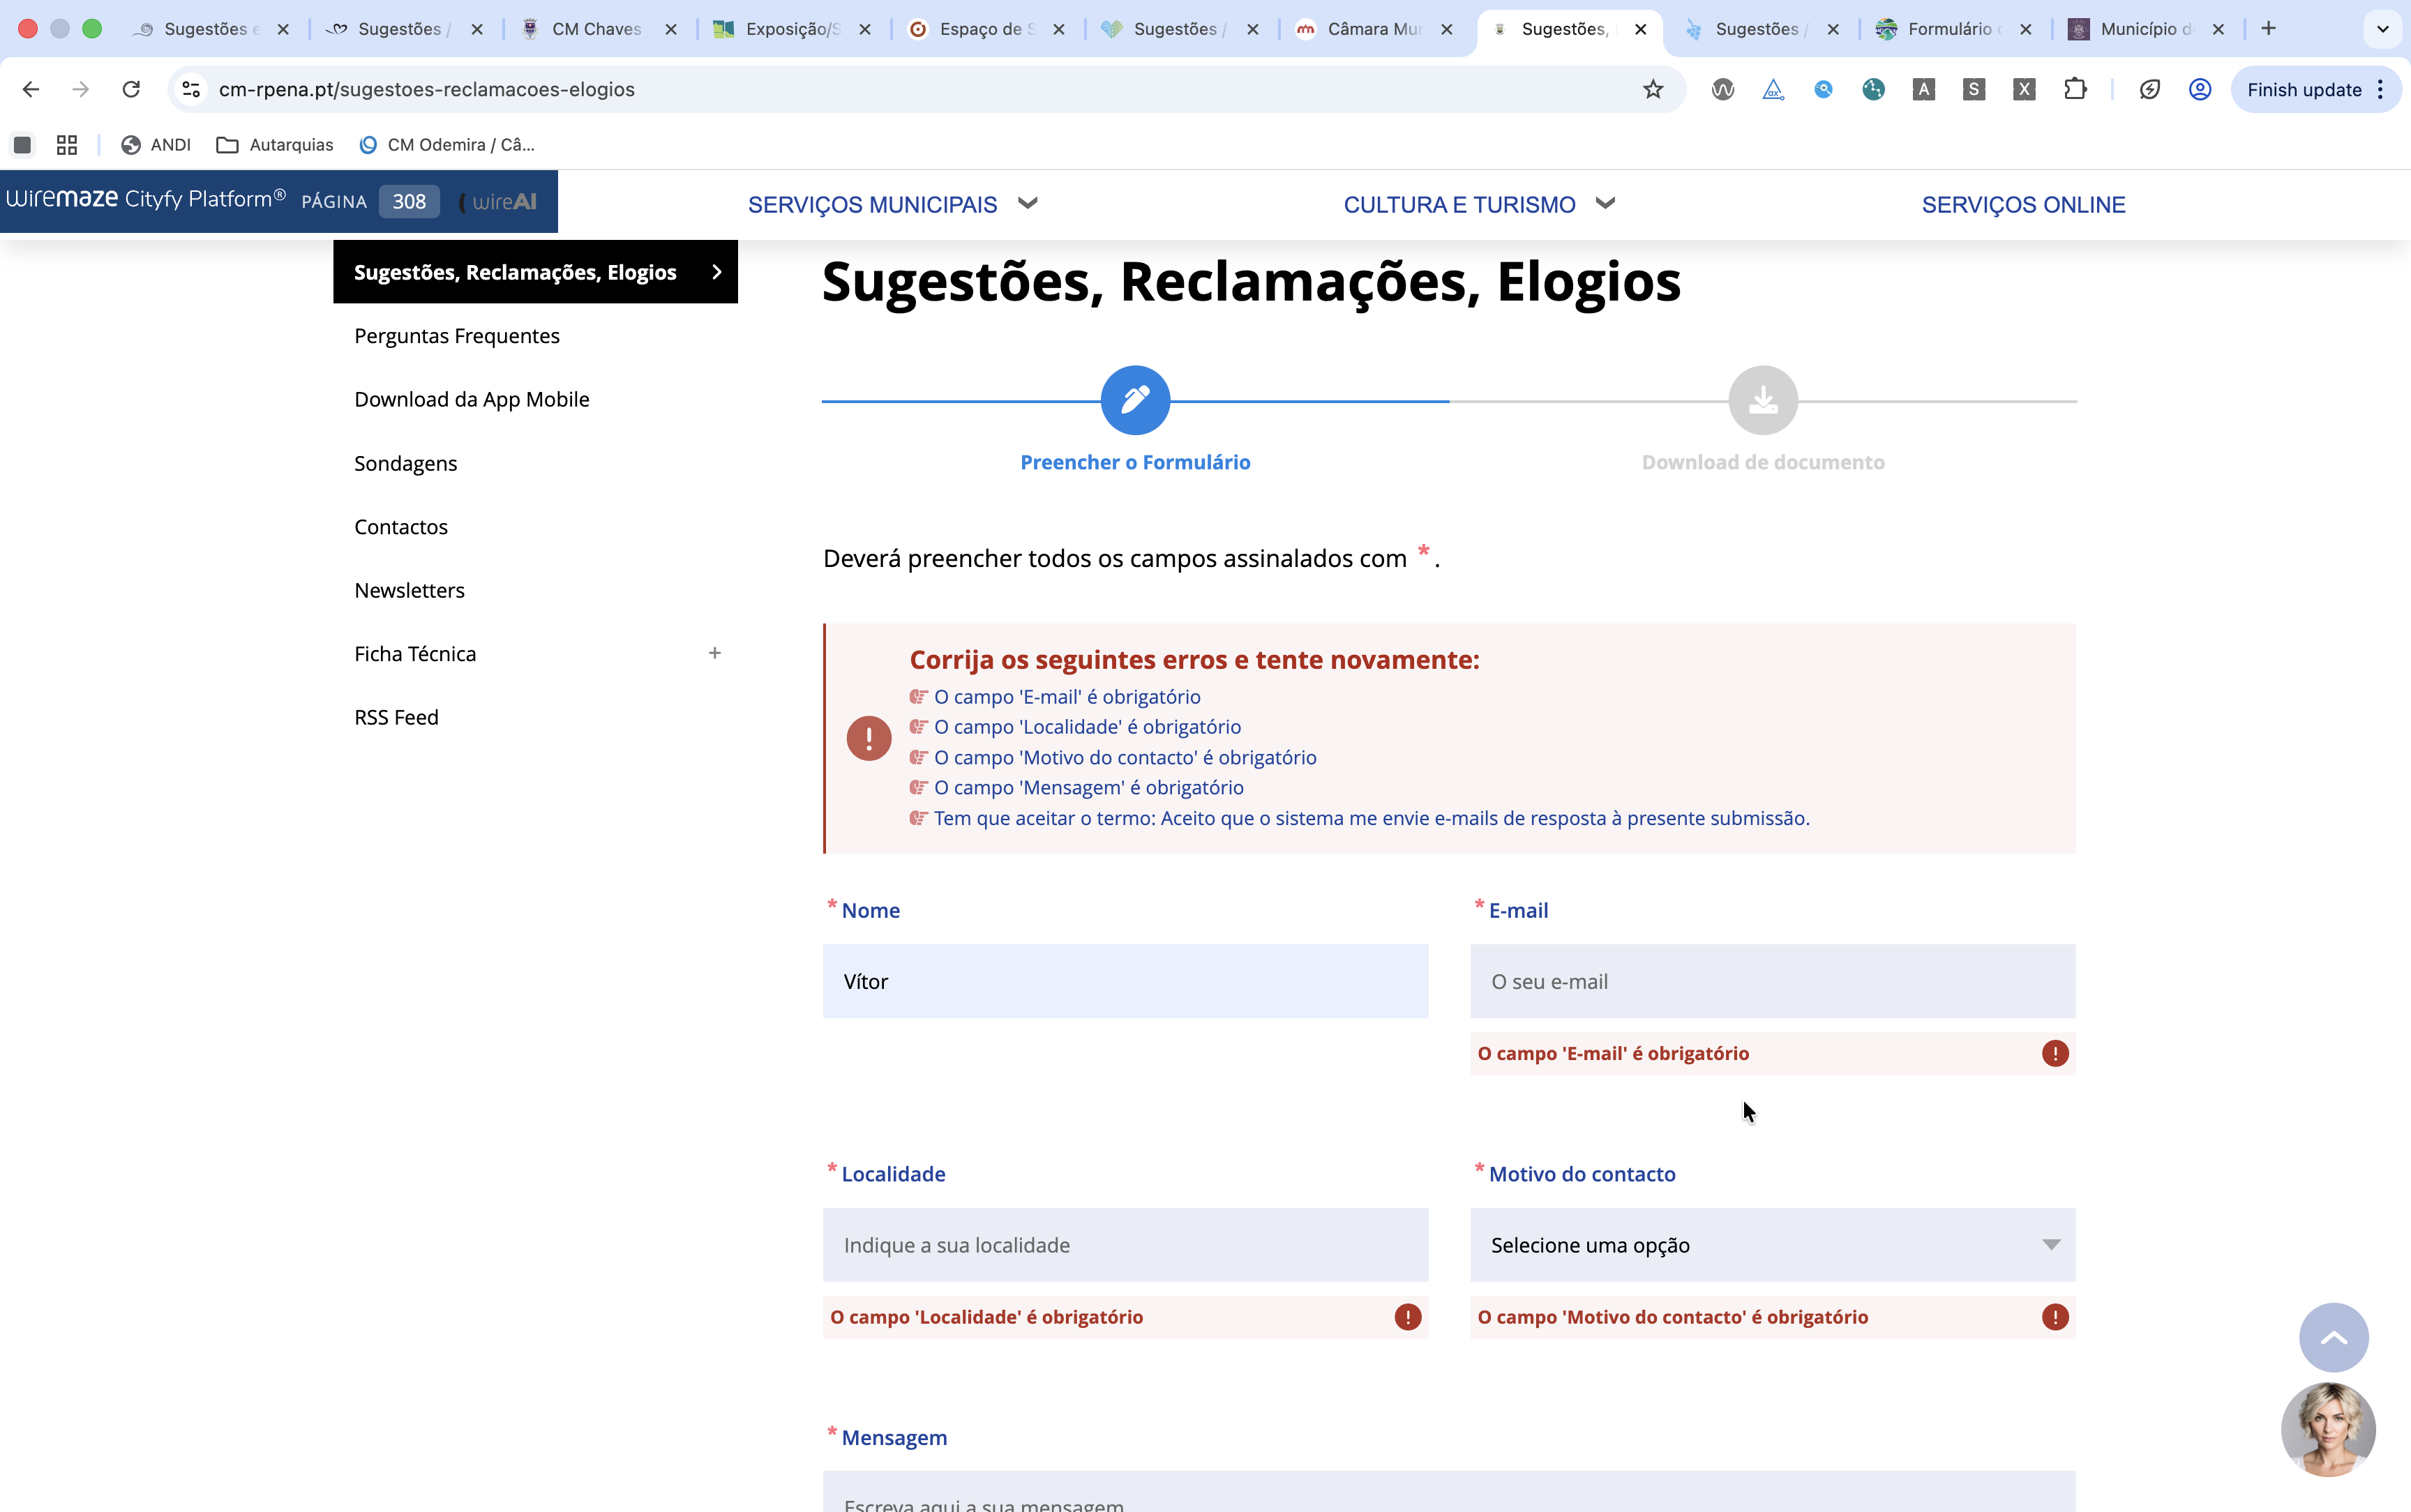 Sugestões e
Sugestões /
CM Chaves
Exposição/S
Espaço de S
Sugestões /
Câmara Mun
Sugestões,
Sugestões /
Formulário
Município d
cm-rpena.pt/sugestoes-reclamacoes-elogios
A
S
X
Finish update
ANDI
Autarquias
CM Odemira / Câ...
wiremaze Cityfy Platform® PÁGINA 308 wireAI
SERVIÇOS MUNICIPAIS
CULTURA E TURISMO
SERVIÇOS ONLINE
Sugestões, Reclamações, Elogios
Perguntas Frequentes
Download da App Mobile
Sondagens
Contactos
Newsletters
Ficha Técnica
RSS Feed
Sugestões, Reclamações, Elogios
Preencher o Formulário
Download de documento
Deverá preencher todos os campos assinalados com * .
Corrija os seguintes erros e tente novamente:
O campo 'E-mail' é obrigatório
O campo 'Localidade' é obrigatório
O campo 'Motivo do contacto' é obrigatório
O campo 'Mensagem' é obrigatório
Tem que aceitar o termo: Aceito que o sistema me envie e-mails de resposta à presente submissão.
* Nome
Vítor
* E-mail
O seu e-mail
O campo 'E-mail' é obrigatório
* Localidade
Indique a sua localidade
O campo 'Localidade' é obrigatório
* Motivo do contacto
Selecione uma opção
O campo 'Motivo do contacto' é obrigatório
* Mensagem
Escreva aqui a sua mensagem